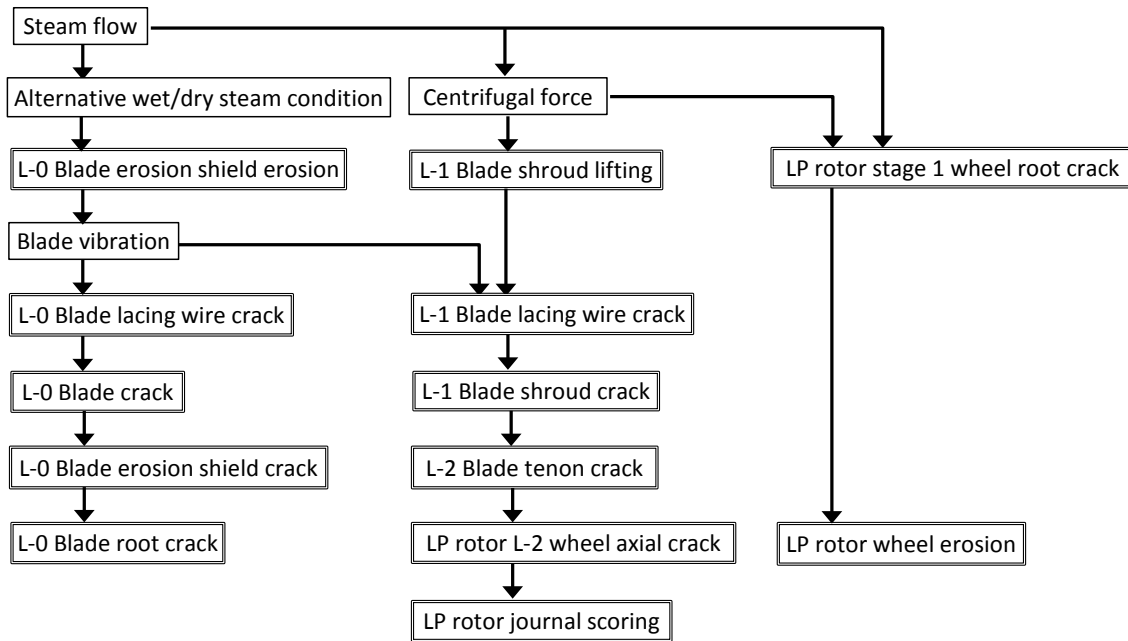 Steam flow
Alternative wet/dry steam condition
Centrifugal force
L-0 Blade erosion shield erosion
L-1 Blade shroud lifting
LP rotor stage 1 wheel root crack
Blade vibration
L-0 Blade lacing wire crack
L-1 Blade lacing wire crack
L-0 Blade crack
L-1 Blade shroud crack
L-0 Blade erosion shield crack
L-2 Blade tenon crack
L-0 Blade root crack
LP rotor L-2 wheel axial crack
LP rotor wheel erosion
LP rotor journal scoring